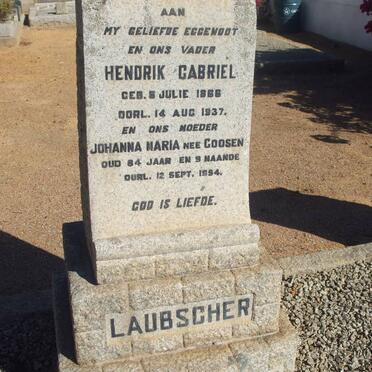 AAN
MY GELIEFDE EGGENOOT
EN ONS VADER
HENDRIK GABRIEL
GEB. 5 JULIE 1866
OORL. 14 AUG 1937.
EN ONS MOEDER
JOHANNA MARIA NEE GOOSEN
OUD 84 JAAR EN 9 MAANDE
OORL. 12 SEPT. 1954.
GOD IS LIEFDE.
LAUBSCHER